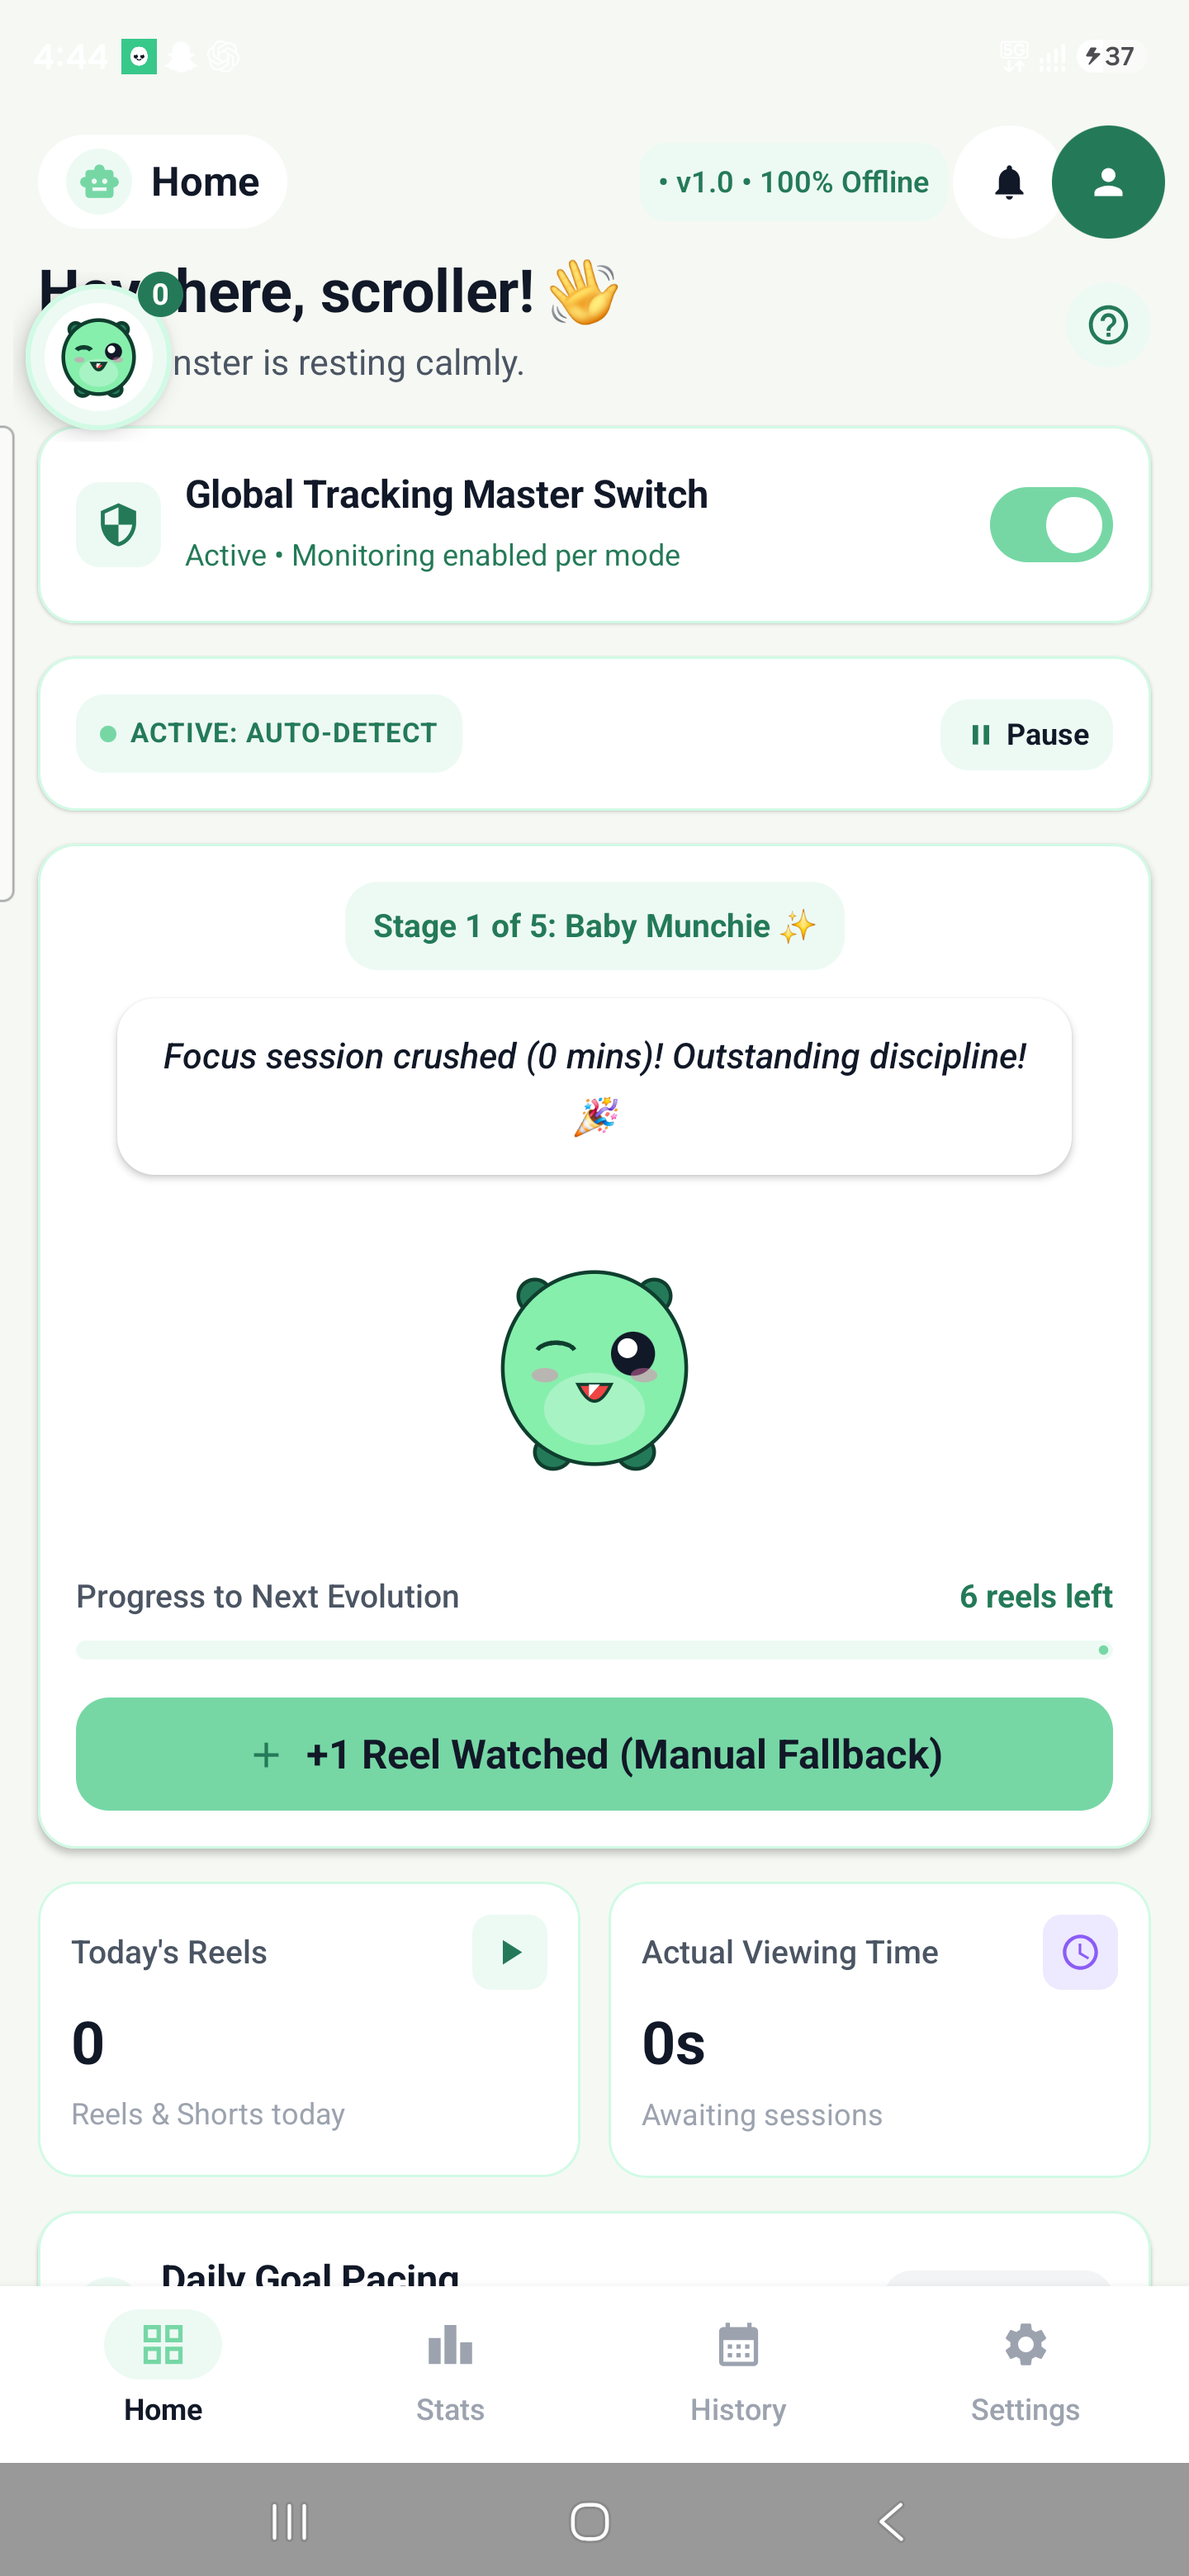 4:44
5G
37
Home
• v1.0 • 100% Offline
here, scroller! 👋
0
nster is resting calmly.
Global Tracking Master Switch
Active • Monitoring enabled per mode
ACTIVE: AUTO-DETECT
Pause
Stage 1 of 5: Baby Munchie ✨
Focus session crushed (0 mins)! Outstanding discipline!
🎉
Progress to Next Evolution
6 reels left
+1 Reel Watched (Manual Fallback)
Today's Reels
0
Reels & Shorts today
Actual Viewing Time
0s
Awaiting sessions
Daily Goal Pacing
Home
Stats
History
Settings